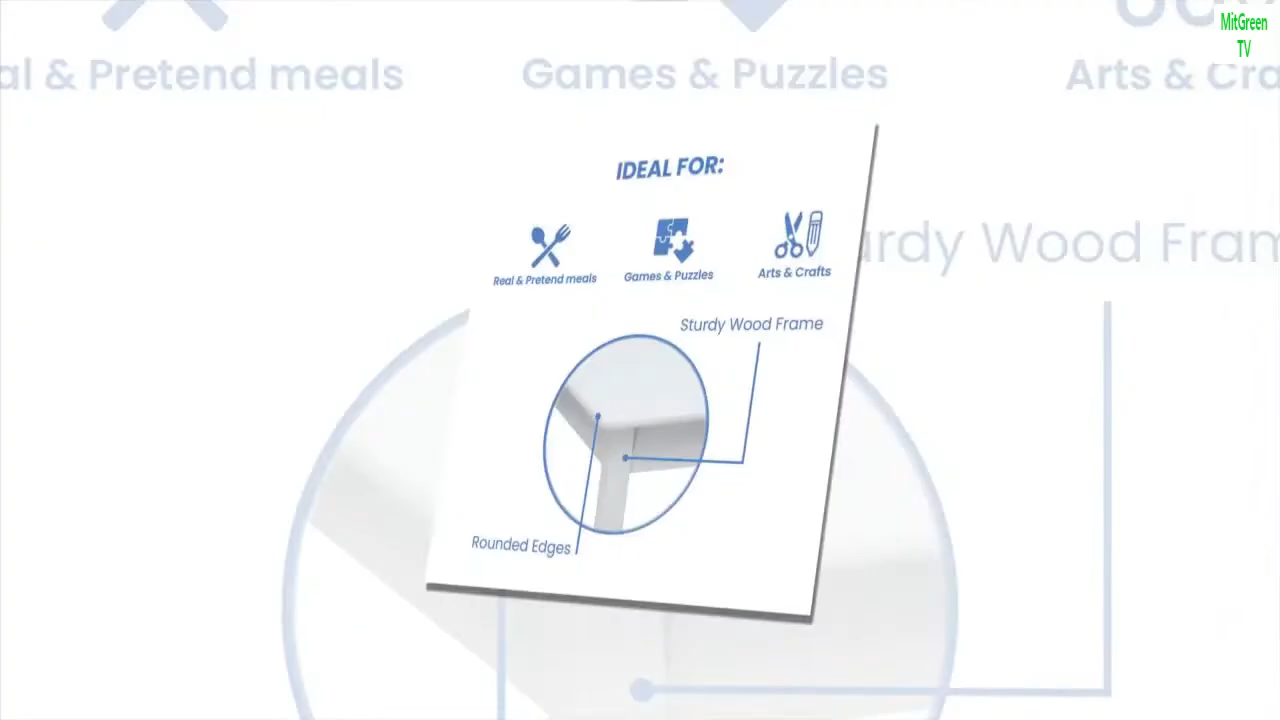 MitGreen
TV
al & Pretend meals
Games & Puzzles
Arts & Cra
IDEAL FOR:
Real & Pretend meals
Games & Puzzles
Arts & Crafts
urdy Wood Fram
Sturdy Wood Frame
Rounded Edges